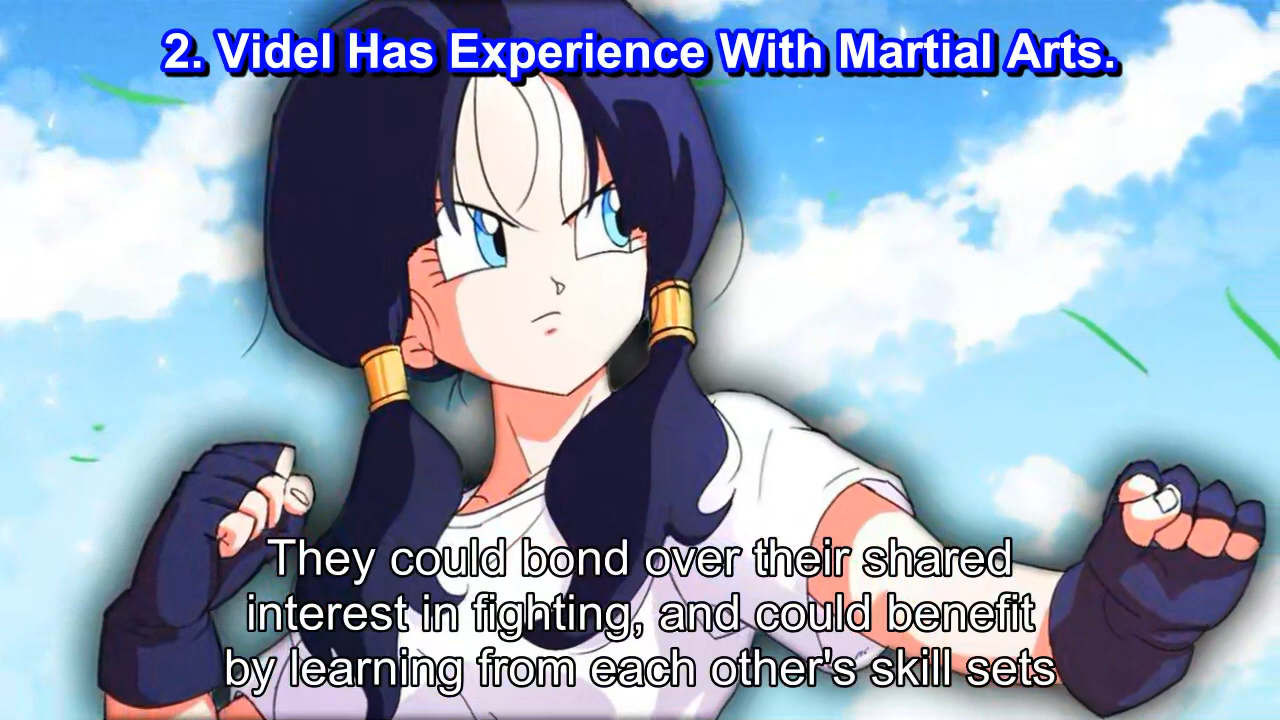 2. Videl Has Experience With Martial Arts.
They could bond over their shared
interest in fighting, and could benefit
by learning from each other's skill sets